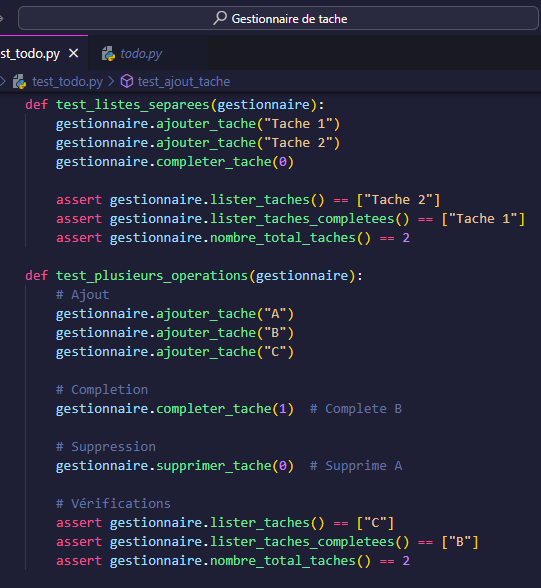 Gestionnaire de tache
st_todo.py × todo.py
test_todo.py > test_ajout_tache
def test_listes_separees(gestionnaire):
    gestionnaire.ajouter_tache("Tache 1")
    gestionnaire.ajouter_tache("Tache 2")
    gestionnaire.completer_tache(0)

    assert gestionnaire.lister_taches() == ["Tache 2"]
    assert gestionnaire.lister_taches_completees() == ["Tache 1"]
    assert gestionnaire.nombre_total_taches() == 2

def test_plusieurs_operations(gestionnaire):
    # Ajout
    gestionnaire.ajouter_tache("A")
    gestionnaire.ajouter_tache("B")
    gestionnaire.ajouter_tache("C")

    # Completion
    gestionnaire.completer_tache(1)  # Complete B

    # Suppression
    gestionnaire.supprimer_tache(0)  # Supprime A

    # Vérifications
    assert gestionnaire.lister_taches() == ["C"]
    assert gestionnaire.lister_taches_completees() == ["B"]
    assert gestionnaire.nombre_total_taches() == 2